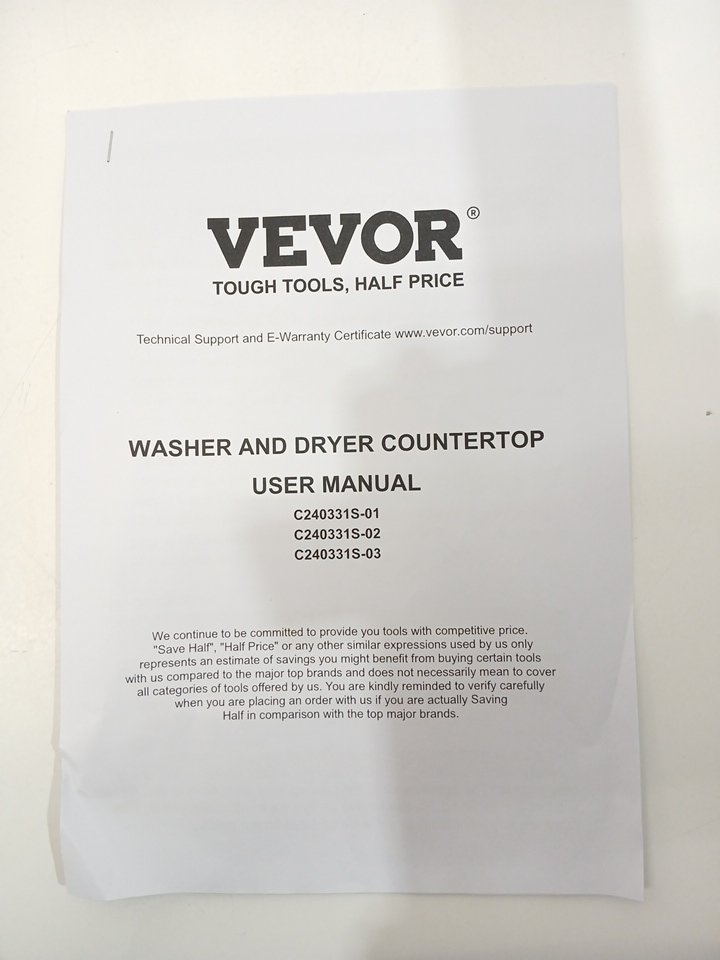 VEVOR®
TOUGH TOOLS, HALF PRICE
Technical Support and E-Warranty Certificate www.vevor.com/support
WASHER AND DRYER COUNTERTOP
USER MANUAL
C240331S-01
C240331S-02
C240331S-03
We continue to be committed to provide you tools with competitive price.
"Save Half", "Half Price" or any other similar expressions used by us only
represents an estimate of savings you might benefit from buying certain tools
with us compared to the major top brands and does not necessarily mean to cover
all categories of tools offered by us. You are kindly reminded to verify carefully
when you are placing an order with us if you are actually Saving
Half in comparison with the top major brands.